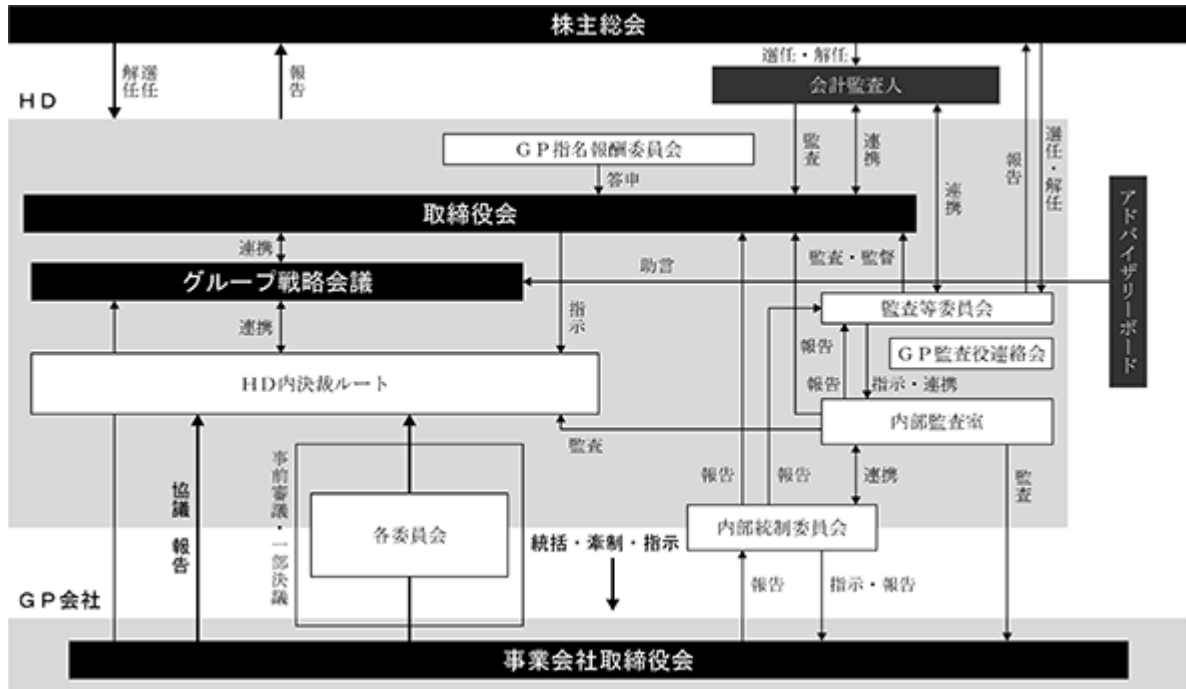 株主総会
選任
解任
報告
選任・解任
会計監査人
HD
監査
連携
連携
報告
選任・解任
GP指名報酬委員会
答申
取締役会
アドバイザリーボード
連携
助言
監査・監督
グループ戦略会議
監査等委員会
連携
指示
報告
GP監査役連絡会
HD内決裁ルート
報告
指示・連携
内部監査室
監査
協議 報告
事前審議・一部決議
報告
報告
連携
監査
各委員会
内部統制委員会
統括・牽制・指示
報告
指示・報告
GP会社
事業会社取締役会